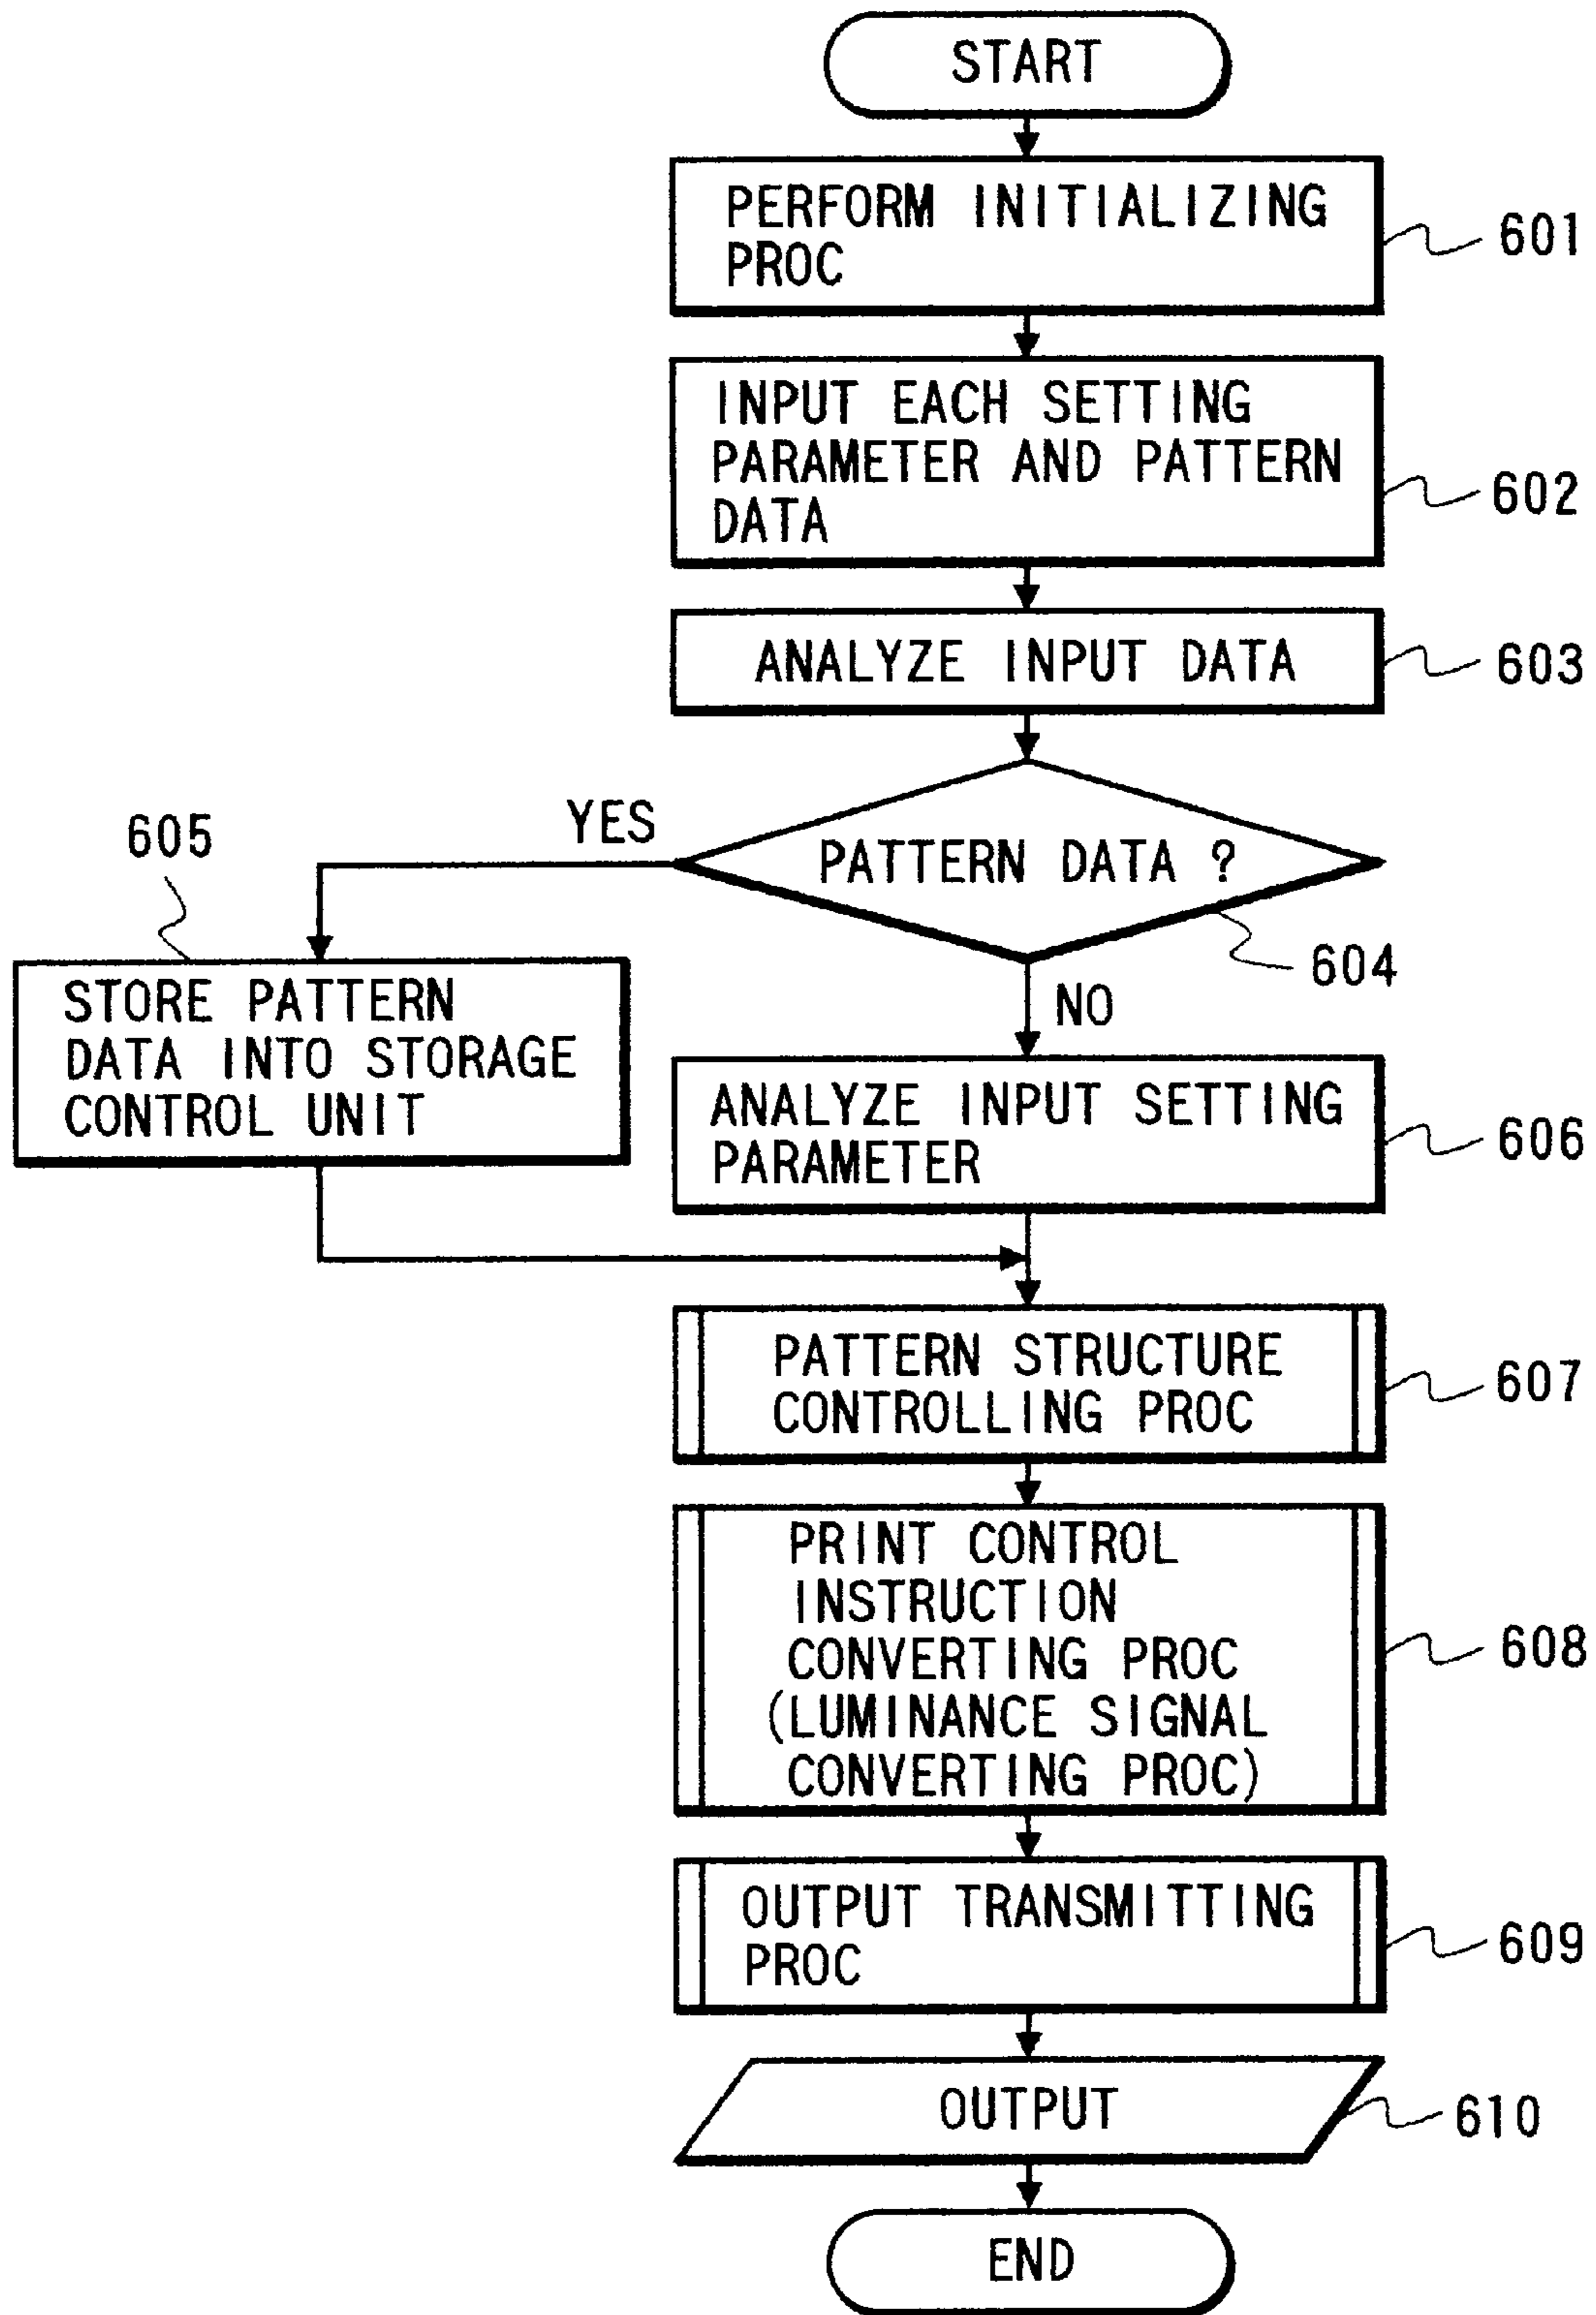 START
PERFORM INITIALIZING
PROC
601
INPUT EACH SETTING
PARAMETER AND PATTERN
DATA
602
ANALYZE INPUT DATA
603
PATTERN DATA ?
604
YES
605
STORE PATTERN
DATA INTO STORAGE
CONTROL UNIT
NO
ANALYZE INPUT SETTING
PARAMETER
606
PATTERN STRUCTURE
CONTROLLING PROC
607
PRINT CONTROL
INSTRUCTION
CONVERTING PROC
(LUMINANCE SIGNAL
CONVERTING PROC)
608
OUTPUT TRANSMITTING
PROC
609
OUTPUT
610
END